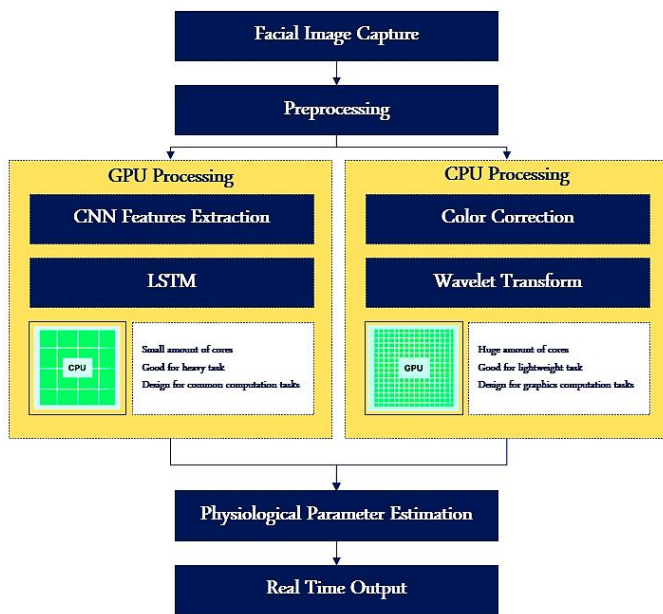 Facial Image Capture
Preprocessing
GPU Processing
CNN Features Extraction
LSTM
CPU
Small amount of cores
Good for heavy task
Design for common computation tasks
CPU Processing
Color Correction
Wavelet Transform
GPU
Huge amount of cores
Good for lightweight task
Design for graphics computation tasks
Physiological Parameter Estimation
Real Time Output